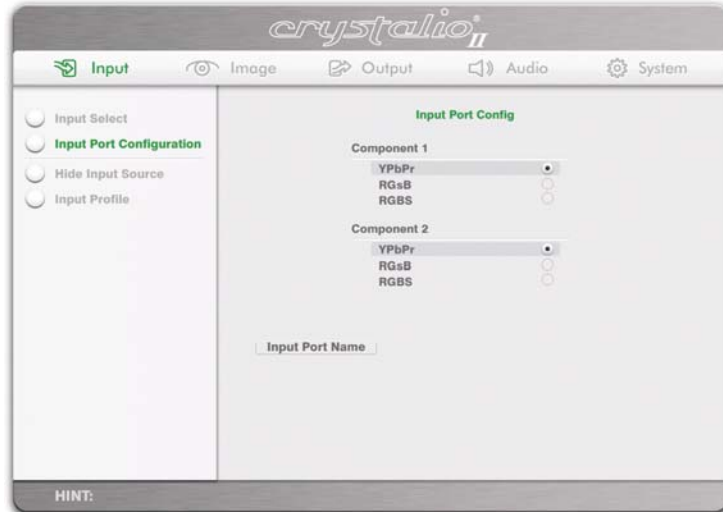 crystalio II
Input Image Output Audio System
Input Select
Input Port Configuration
Hide Input Source
Input Profile
Input Port Config
Component 1
YPbPr
RGsB
RGBS
Component 2
YPbPr
RGsB
RGBS
Input Port Name
HINT: